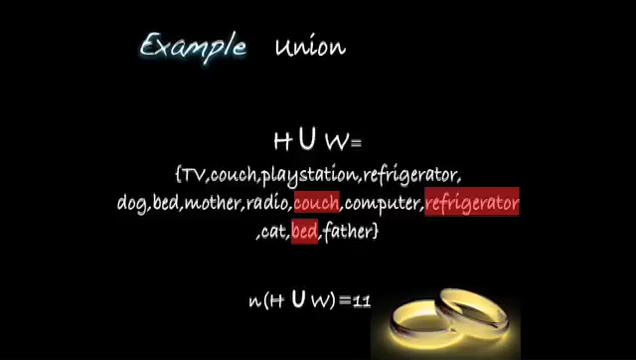 Example Union
H U W=
{TV,couch,playstation,refrigerator,
dog,bed,mother,radio,couch,computer,refrigerator
,cat,bed,father}
n(H U W)=11